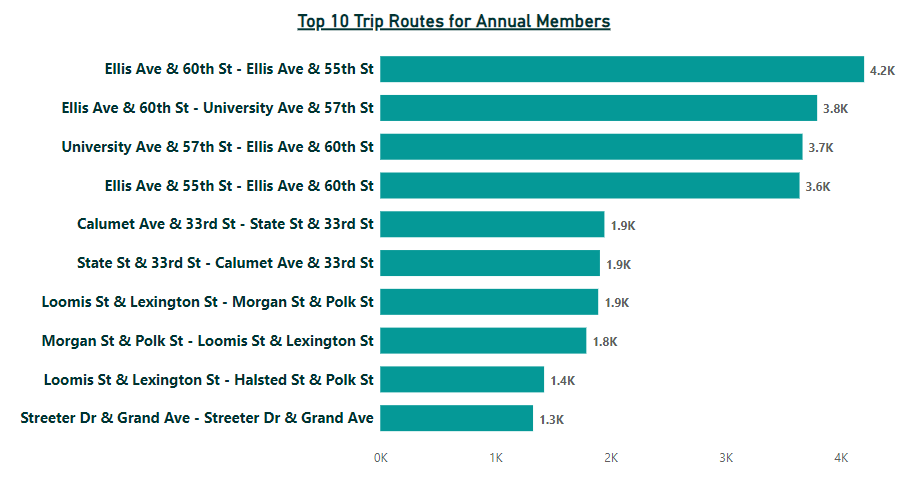 Top 10 Trip Routes for Annual Members
Ellis Ave & 60th St - Ellis Ave & 55th St 4.2K
Ellis Ave & 60th St - University Ave & 57th St 3.8K
University Ave & 57th St - Ellis Ave & 60th St 3.7K
Ellis Ave & 55th St - Ellis Ave & 60th St 3.6K
Calumet Ave & 33rd St - State St & 33rd St 1.9K
State St & 33rd St - Calumet Ave & 33rd St 1.9K
Loomis St & Lexington St - Morgan St & Polk St 1.9K
Morgan St & Polk St - Loomis St & Lexington St 1.8K
Loomis St & Lexington St - Halsted St & Polk St 1.4K
Streeter Dr & Grand Ave - Streeter Dr & Grand Ave 1.3K
0K 1K 2K 3K 4K